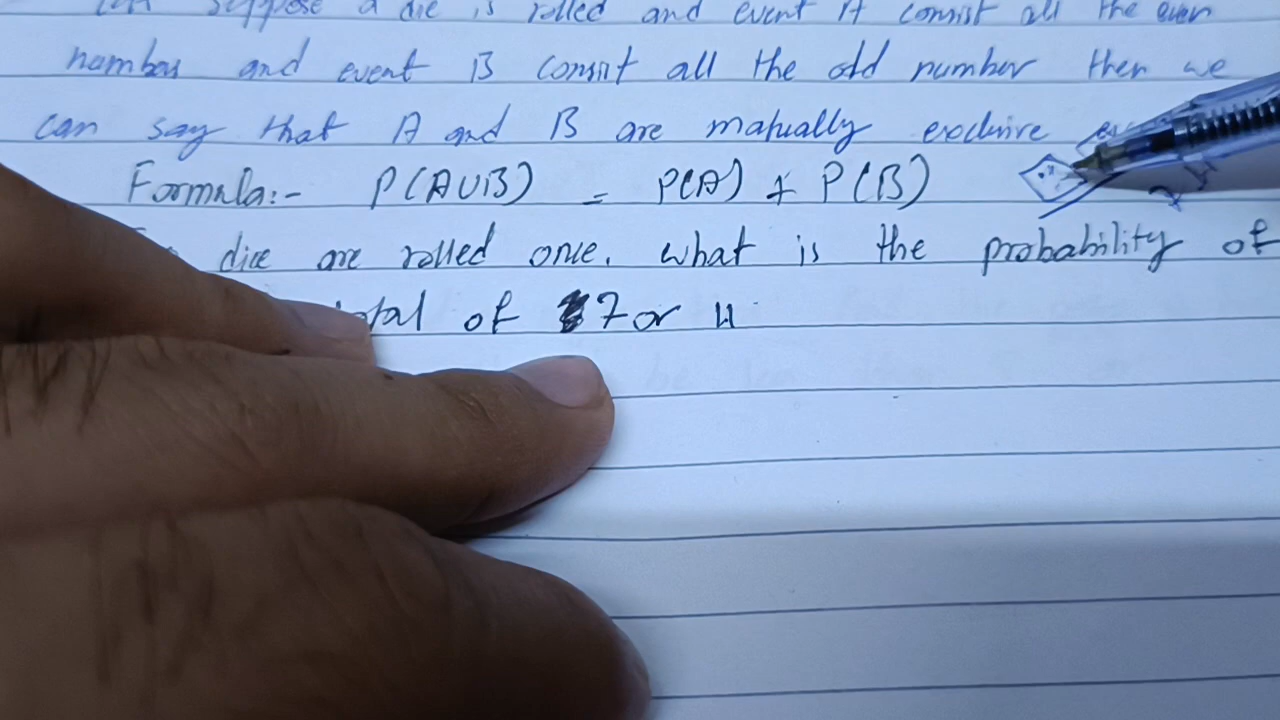 suppose a die is rolled and event A consist all the even
number and event B consist all the odd number then we
can say that A and B are matually exclusive
Formula:- P(AUB) = P(A) + P(B)
dice are rolled once. what is the probability of
total of 7 or 11